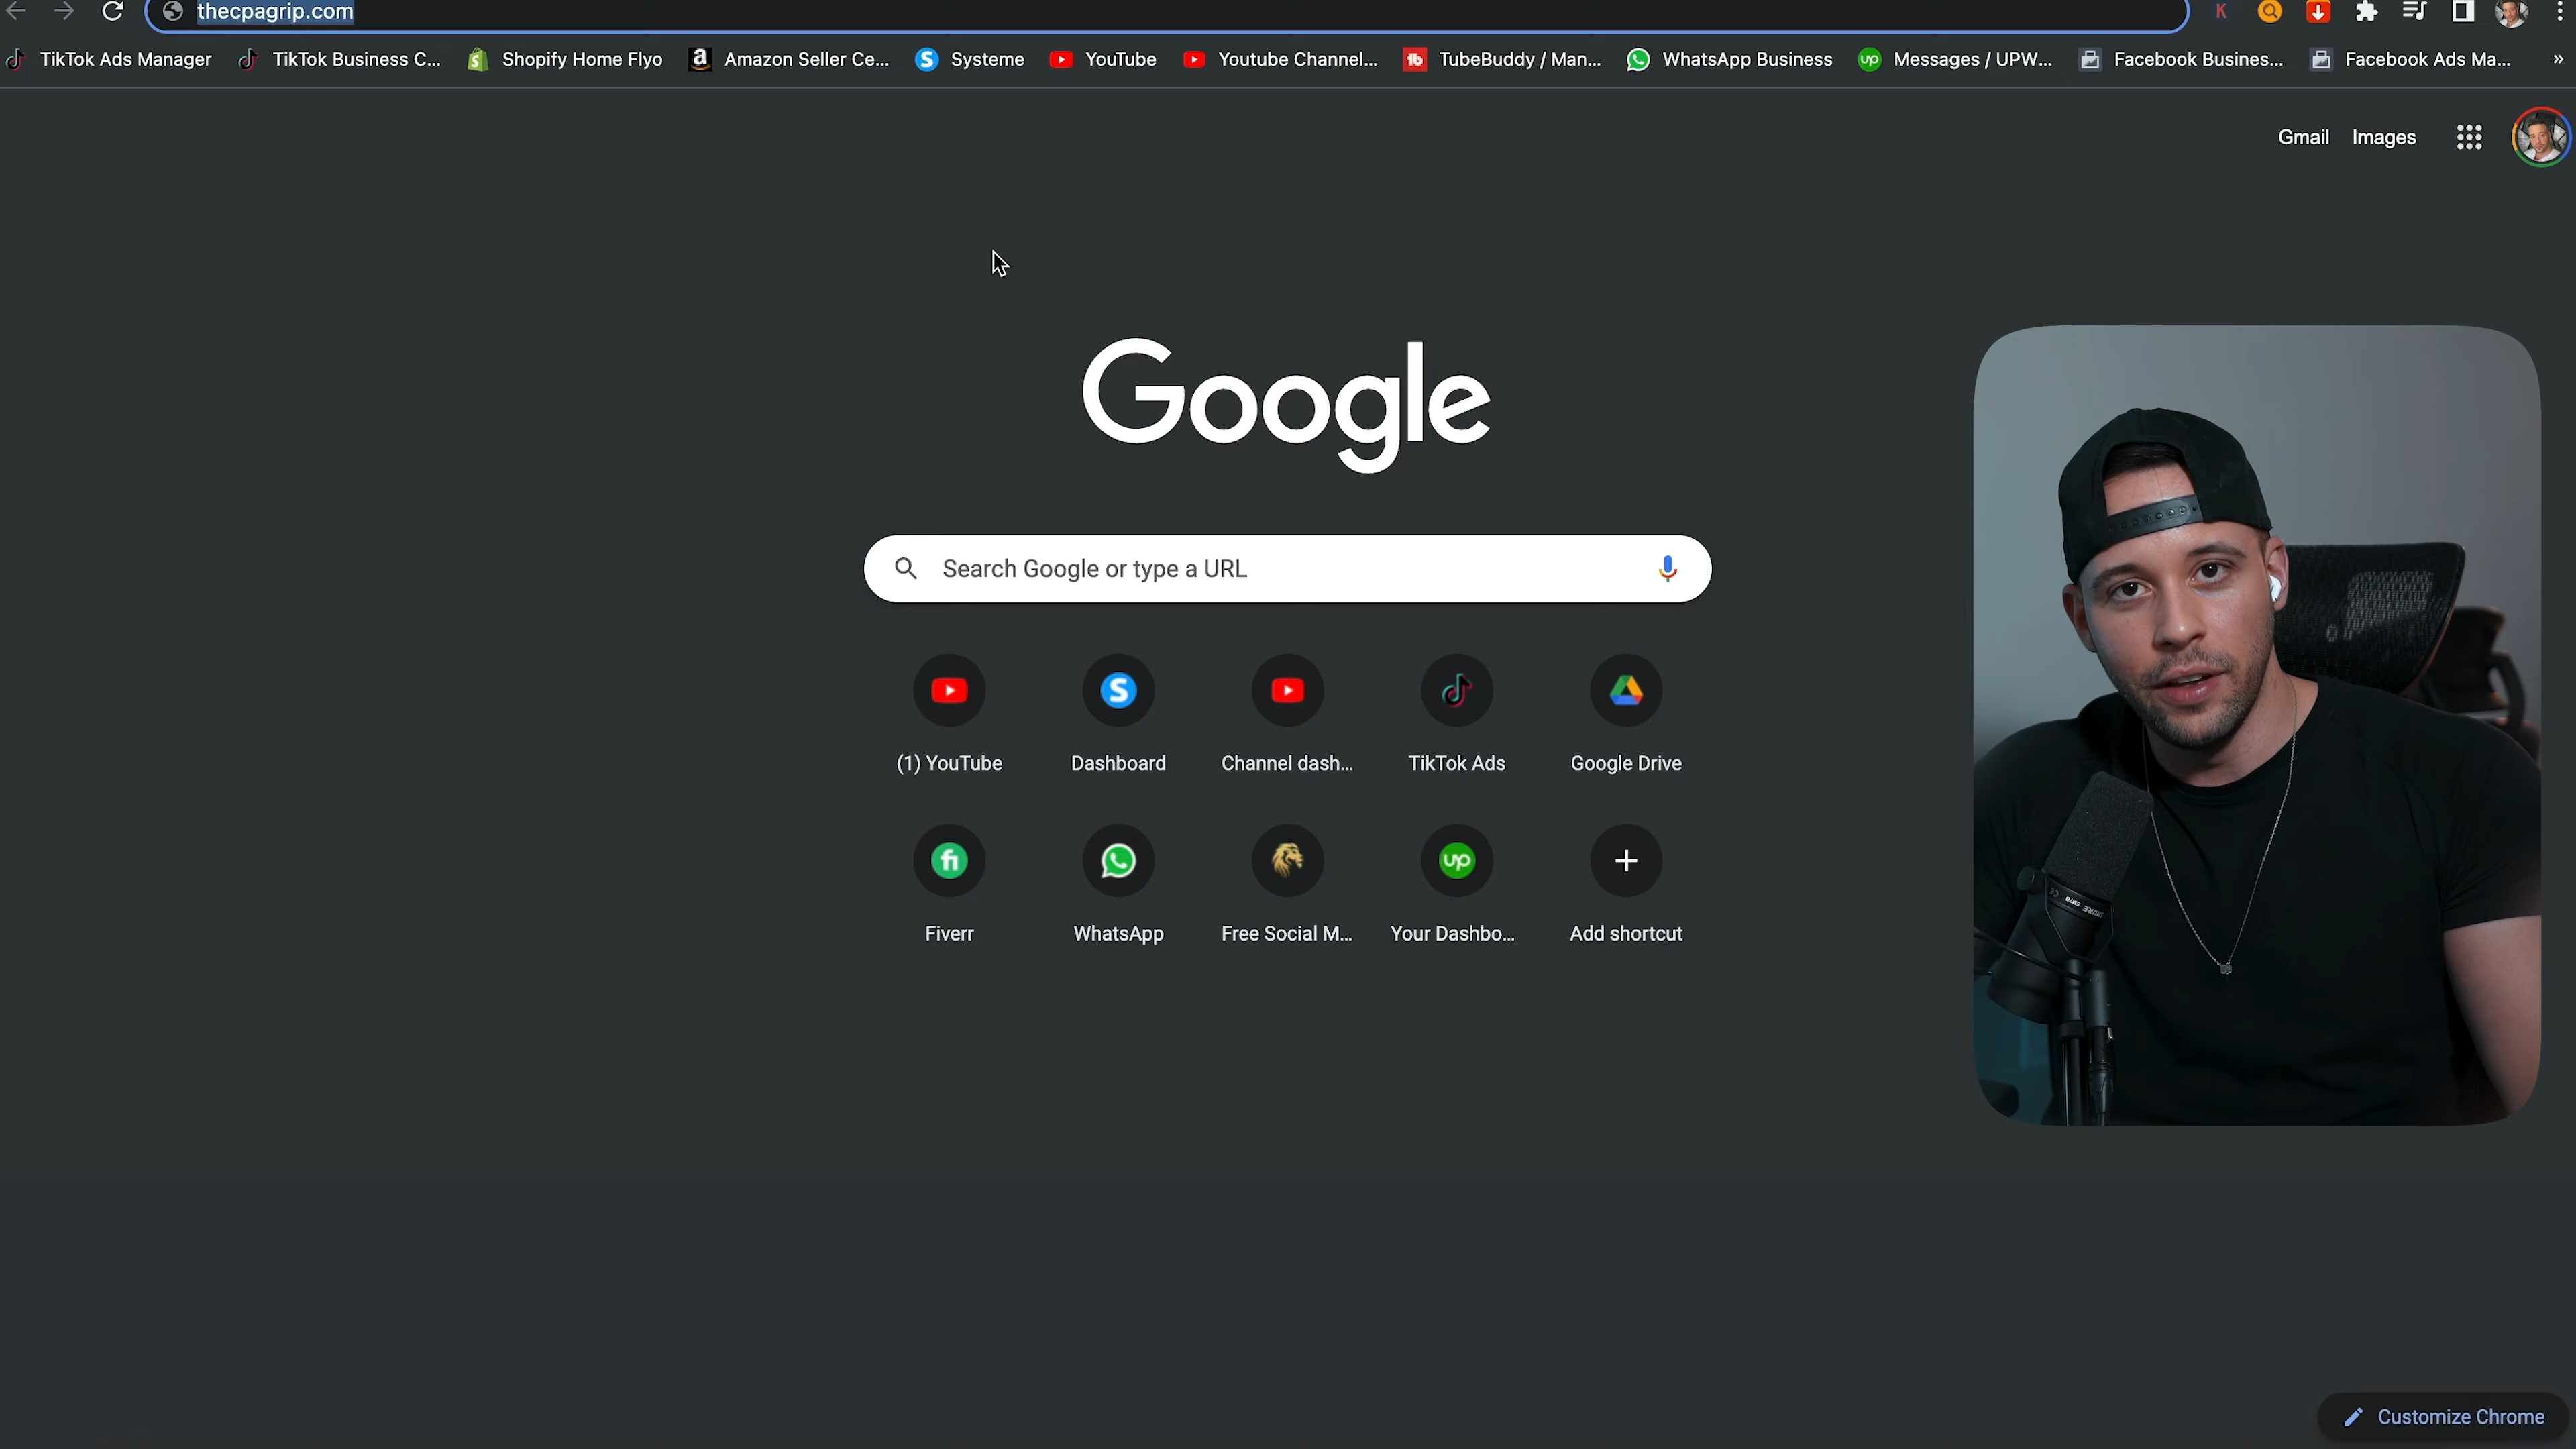 thecpagrip.com
TikTok Ads Manager TikTok Business C... Shopify Home Flyo Amazon Seller Ce... Systeme YouTube Youtube Channel... TubeBuddy / Man... WhatsApp Business Messages / UPW... Facebook Busines... Facebook Ads Ma... »
Gmail Images
Google
Search Google or type a URL
(1) YouTube Dashboard Channel dash... TikTok Ads Google Drive
Fiverr WhatsApp Free Social M... Your Dashbo... Add shortcut
Customize Chrome